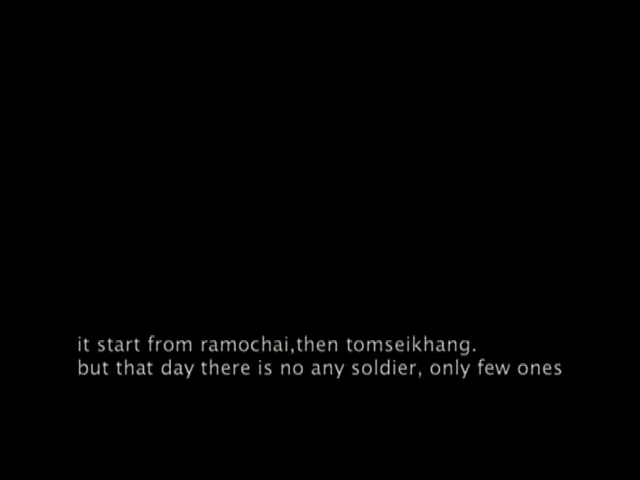 it start from ramochai,then tomseikhang.
but that day there is no any soldier, only few ones